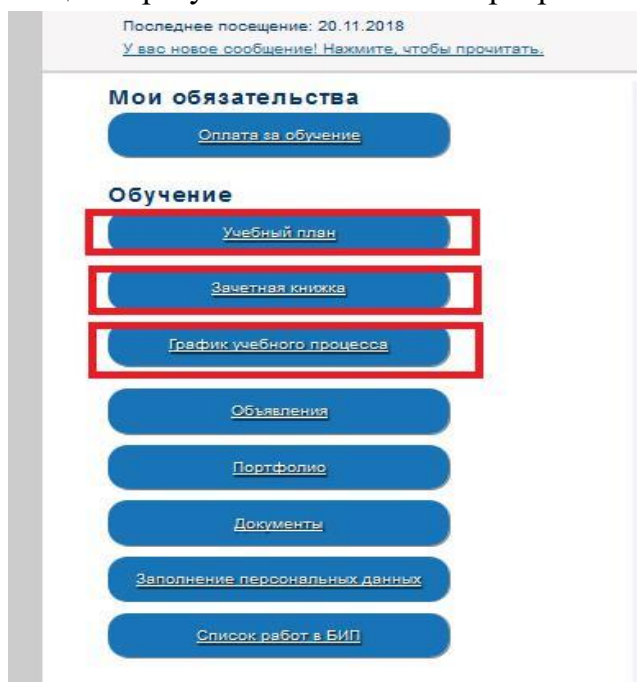 Последнее посещение: 20.11.2018
У вас новое сообщение! Нажмите, чтобы прочитать.
Мои обязательства
Оплата за обучение
Обучение
Учебный план
Зачетная книжка
График учебного процесса
Объявления
Портфолио
Документы
Заполнение персональных данных
Список работ в БИП